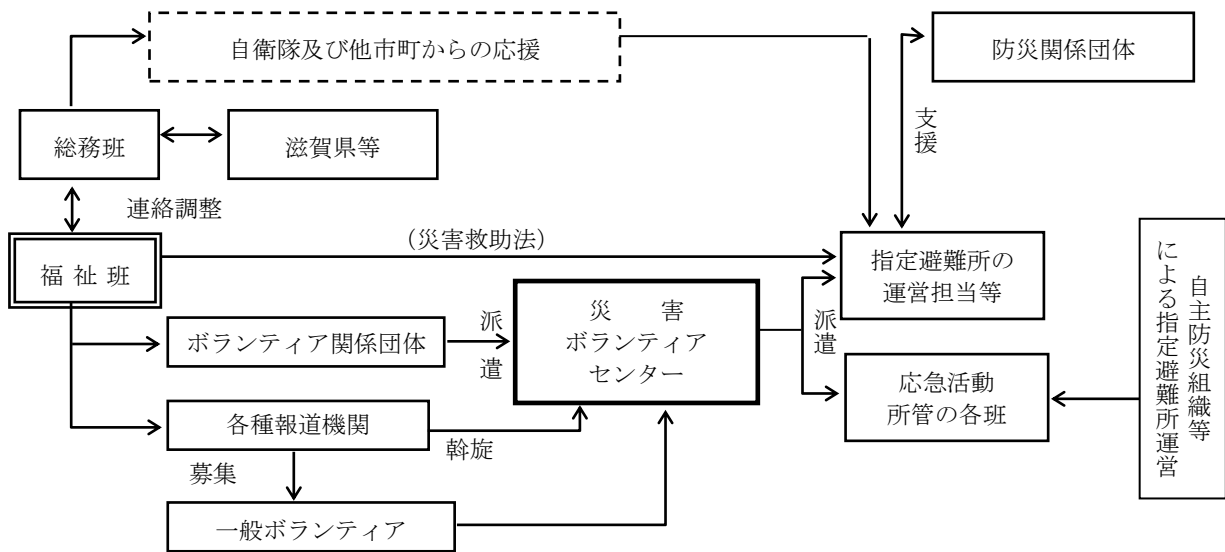 自衛隊及び他市町からの応援
防災関係団体
総務班
滋賀県等
支援
連絡調整
福祉班
(災害救助法)
指定避難所の
運営担当等
自主防災組織等
による指定避難所運営
ボランティア関係団体
派遣
災　害
ボランティア
センター
派遣
応急活動
所管の各班
各種報道機関
斡旋
募集
一般ボランティア